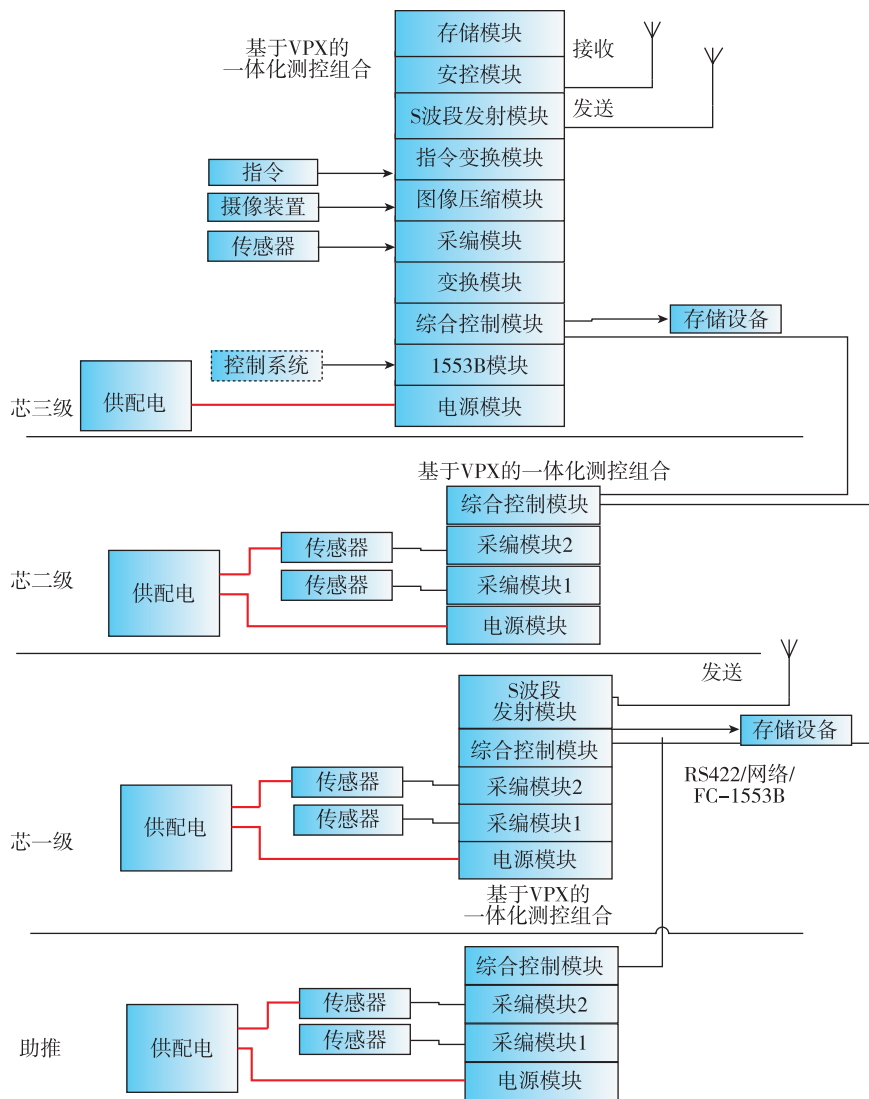 基于VPX的
一体化测控组合
存储模块
安控模块
S波段发射模块
指令变换模块
图像压缩模块
采编模块
变换模块
综合控制模块
1553B模块
电源模块
接收
发送
指令
摄像装置
传感器
控制系统
存储设备
供配电
芯三级
基于VPX的一体化测控组合
综合控制模块
采编模块2
采编模块1
电源模块
传感器
传感器
供配电
芯二级
发送
S波段
发射模块
综合控制模块
采编模块2
采编模块1
电源模块
存储设备
RS422/网络/
FC-1553B
传感器
传感器
供配电
芯一级
基于VPX的
一体化测控组合
综合控制模块
采编模块2
采编模块1
电源模块
传感器
传感器
供配电
助推